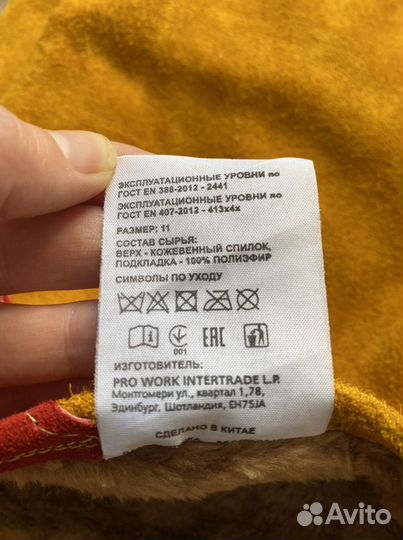 ЭКСПЛУАТАЦИОННЫЕ УРОВНИ по
ГОСТ EN 388-2012 - 2441
ЭКСПЛУАТАЦИОННЫЕ УРОВНИ по
ГОСТ EN 407-2012 - 413x4x
РАЗМЕР: 11
СОСТАВ СЫРЬЯ:
ВЕРХ - КОЖЕВЕННЫЙ СПИЛОК,
ПОДКЛАДКА - 100% ПОЛИЭФИР
СИМВОЛЫ ПО УХОДУ
001
EAC
ИЗГОТОВИТЕЛЬ:
PRO WORK INTERTRADE L.P.
Монтгомери ул., квартал 1,78,
Эдинбург, Шотландия, EH75JA
СДЕЛАНО В КИТАЕ
Avito